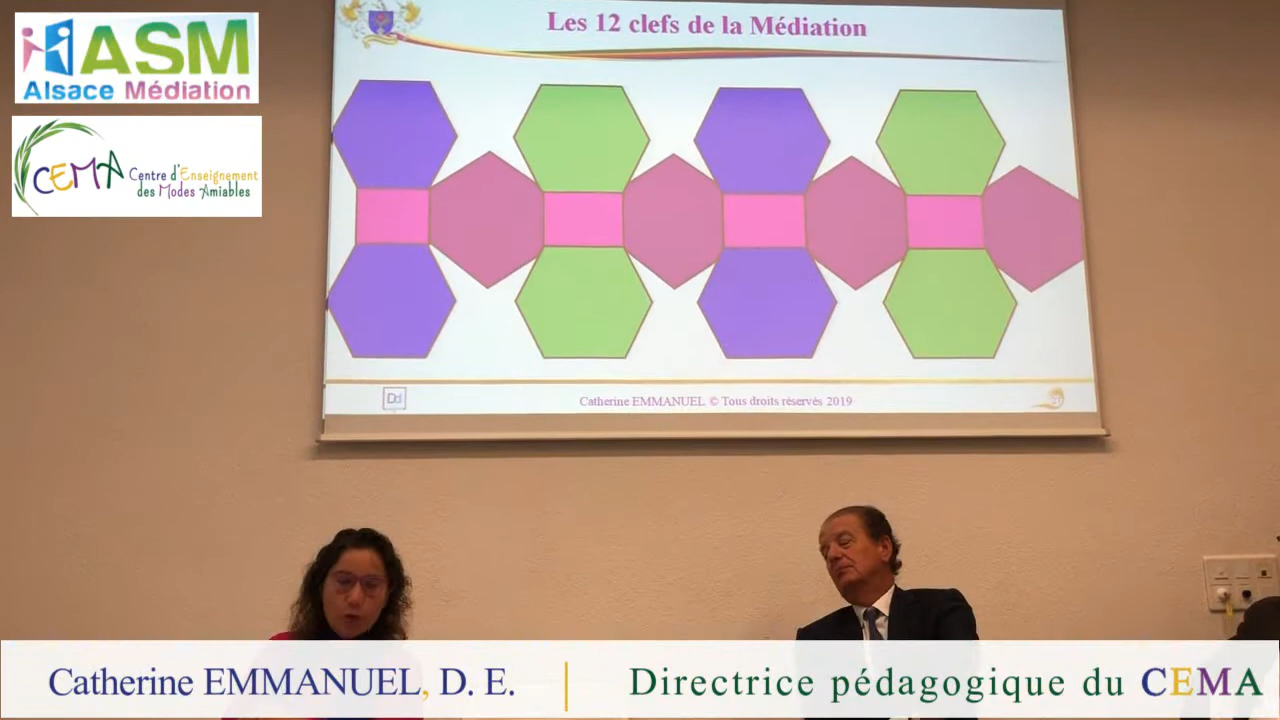 ASM
Alsace Médiation
CEMA Centre d'Enseignement
des Modes Amiables
Les 12 clefs de la Médiation
Dd
Catherine EMMANUEL © Tous droits réservés 2019
Catherine EMMANUEL, D. E.
Directrice pédagogique du CEMA